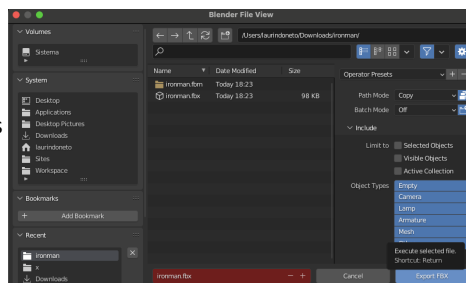 Blender File View
Volumes
Sistema
System
Desktop
Applications
Desktop Pictures
Downloads
laurindoneto
Sites
Workspace
Bookmarks
Add Bookmark
Recent
ironman
x
Downloads
/Users/laurindoneto/Downloads/ironman/
Name Date Modified Size
ironman.fbm Today 18:23
ironman.fbx Today 18:23 98 KB
ironman.fbx
Operator Presets
Path Mode Copy
Batch Mode Off
Include
Limit to Selected Objects
Visible Objects
Active Collection
Object Types Empty
Camera
Lamp
Armature
Mesh
Execute selected file.
Shortcut: Return
Cancel Export FBX
s